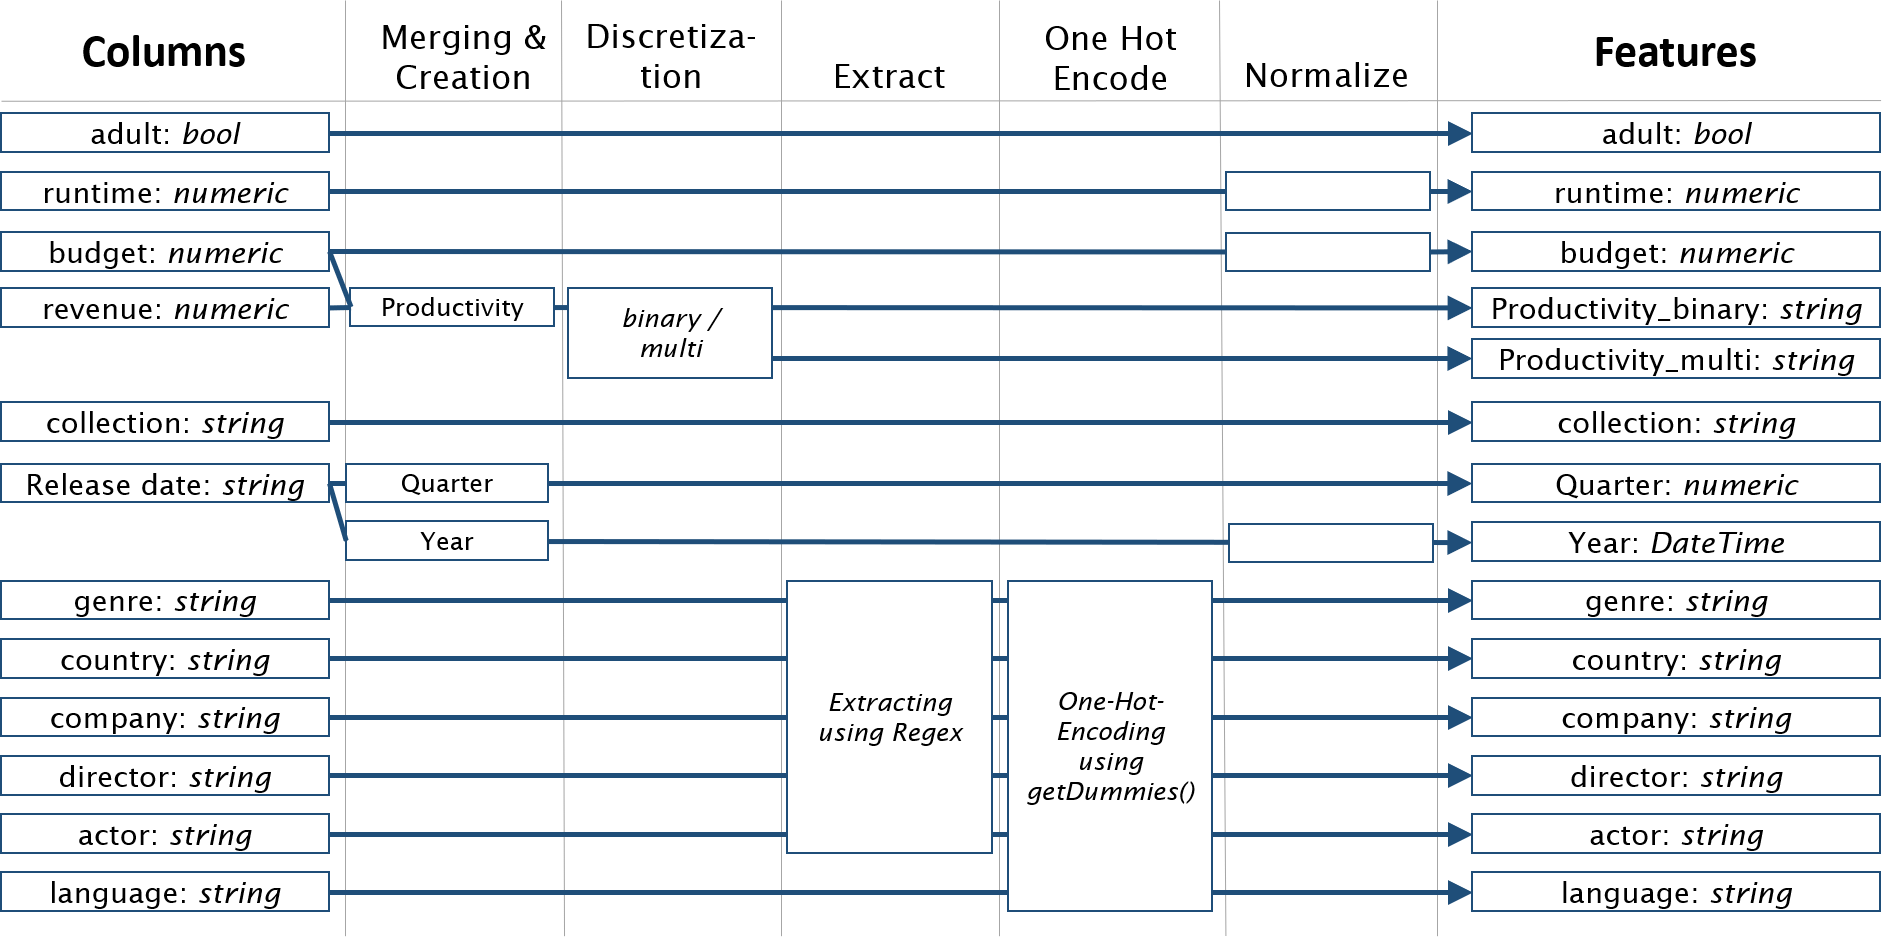 Columns
Merging &
Creation
Discretiza-
tion
Extract
One Hot
Encode
Normalize
Features
adult: bool
adult: bool
runtime: numeric
runtime: numeric
budget: numeric
budget: numeric
revenue: numeric
Productivity
binary /
multi
Productivity_binary: string
Productivity_multi: string
collection: string
collection: string
Release date: string
Quarter
Quarter: numeric
Year
Year: DateTime
genre: string
genre: string
country: string
country: string
company: string
Extracting
using Regex
One-Hot-
Encoding
using
getDummies()
company: string
director: string
director: string
actor: string
actor: string
language: string
language: string